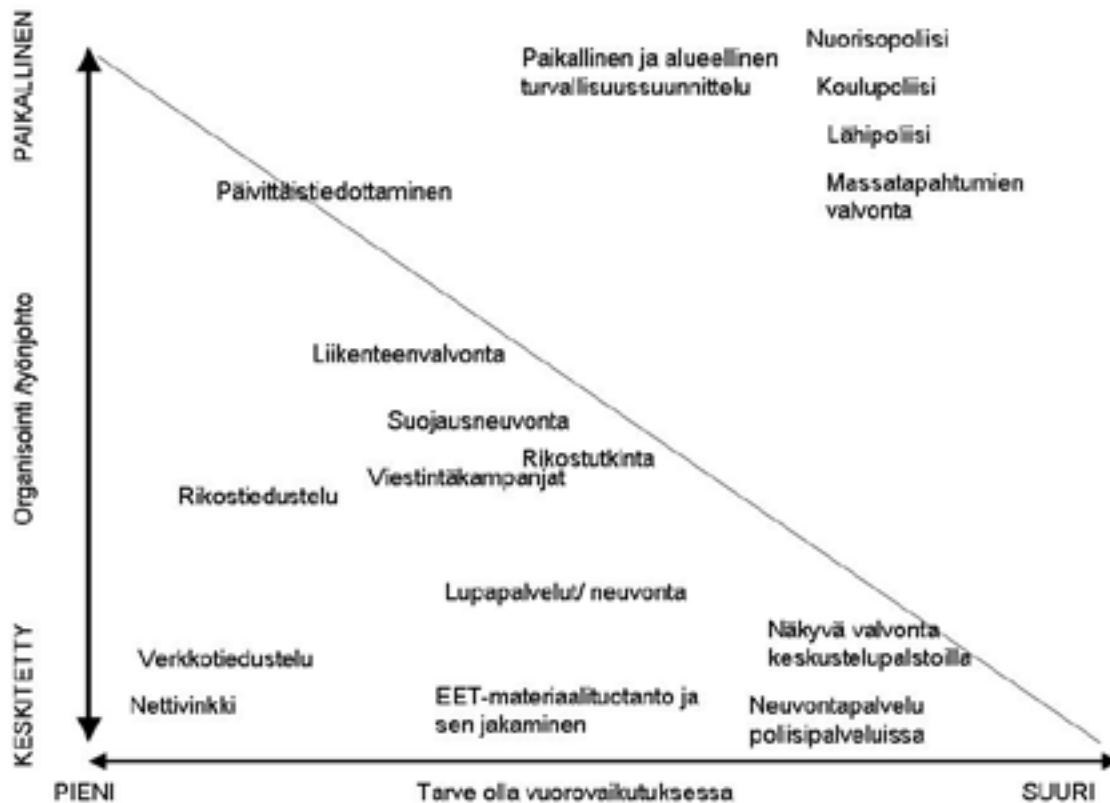 PAIKALLINEN
Organisointi /työnjohto
KESKITETTY
Nuorisopoliisi
Paikallinen ja alueellinen
turvallisuussuunnittelu
Koulupoliisi
Lähipoliisi
Massatapahtumien
valvonta
Päivittäistiedottaminen
Liikenteenvalvonta
Suojausneuvonta
Rikostutkinta
Viestintäkampanjat
Rikostiedustelu
Lupapalvelut/ neuvonta
Näkyvä valvonta
keskustelupalstoilla
Verkkotiedustelu
Nettivinkki
EET-materiaalituotanto ja
sen jakaminen
Neuvontapalvelu
poliisipalveluissa
PIENI
Tarve olla vuorovaikutuksessa
SUURI